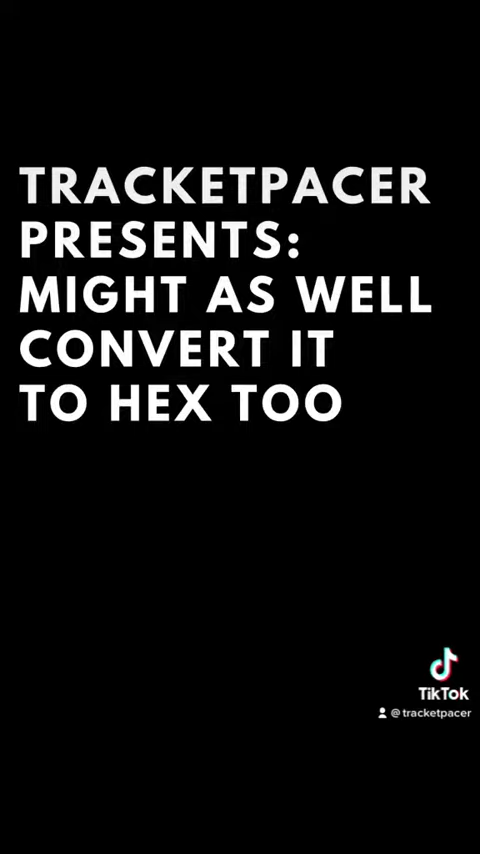 TRACKETPACER
PRESENTS:
MIGHT AS WELL
CONVERT IT
TO HEX TOO
TikTok
@tracketpacer